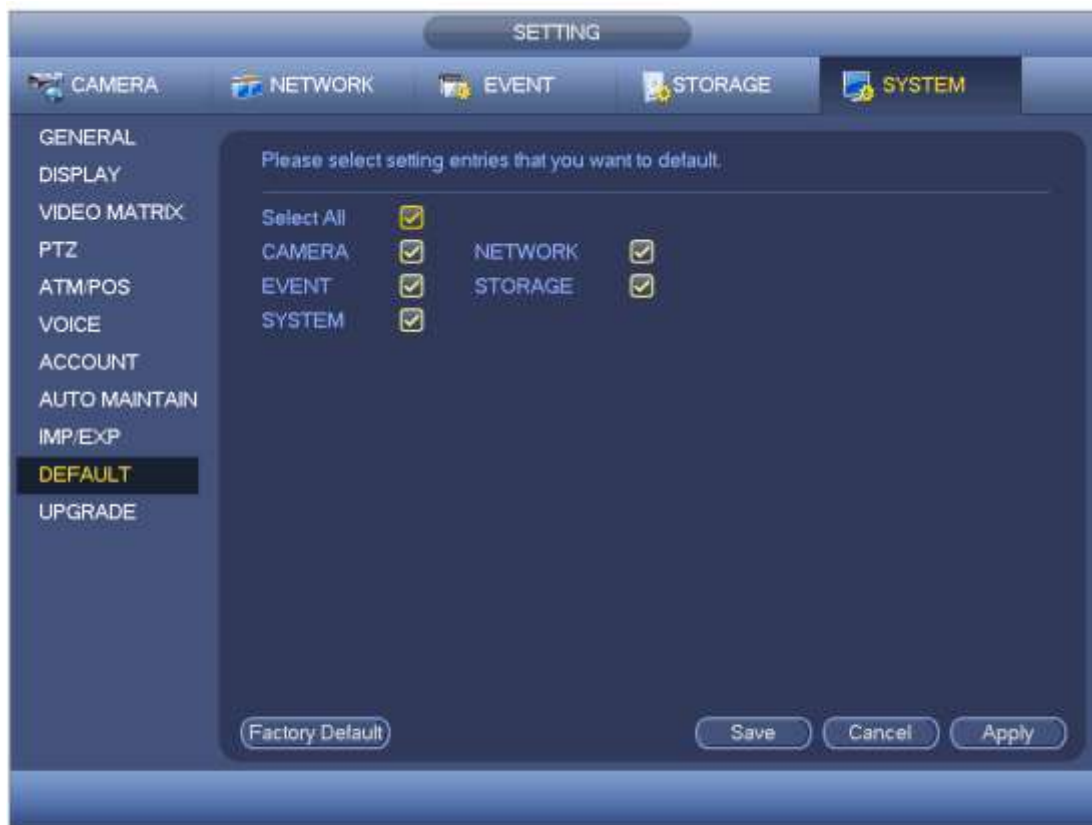 SETTING
CAMERA NETWORK EVENT STORAGE SYSTEM
GENERAL
DISPLAY
VIDEO MATRIX
PTZ
ATM/POS
VOICE
ACCOUNT
AUTO MAINTAIN
IMP/EXP
DEFAULT
UPGRADE
Please select setting entries that you want to default.
Select All
CAMERA NETWORK
EVENT STORAGE
SYSTEM
Factory Default Save Cancel Apply